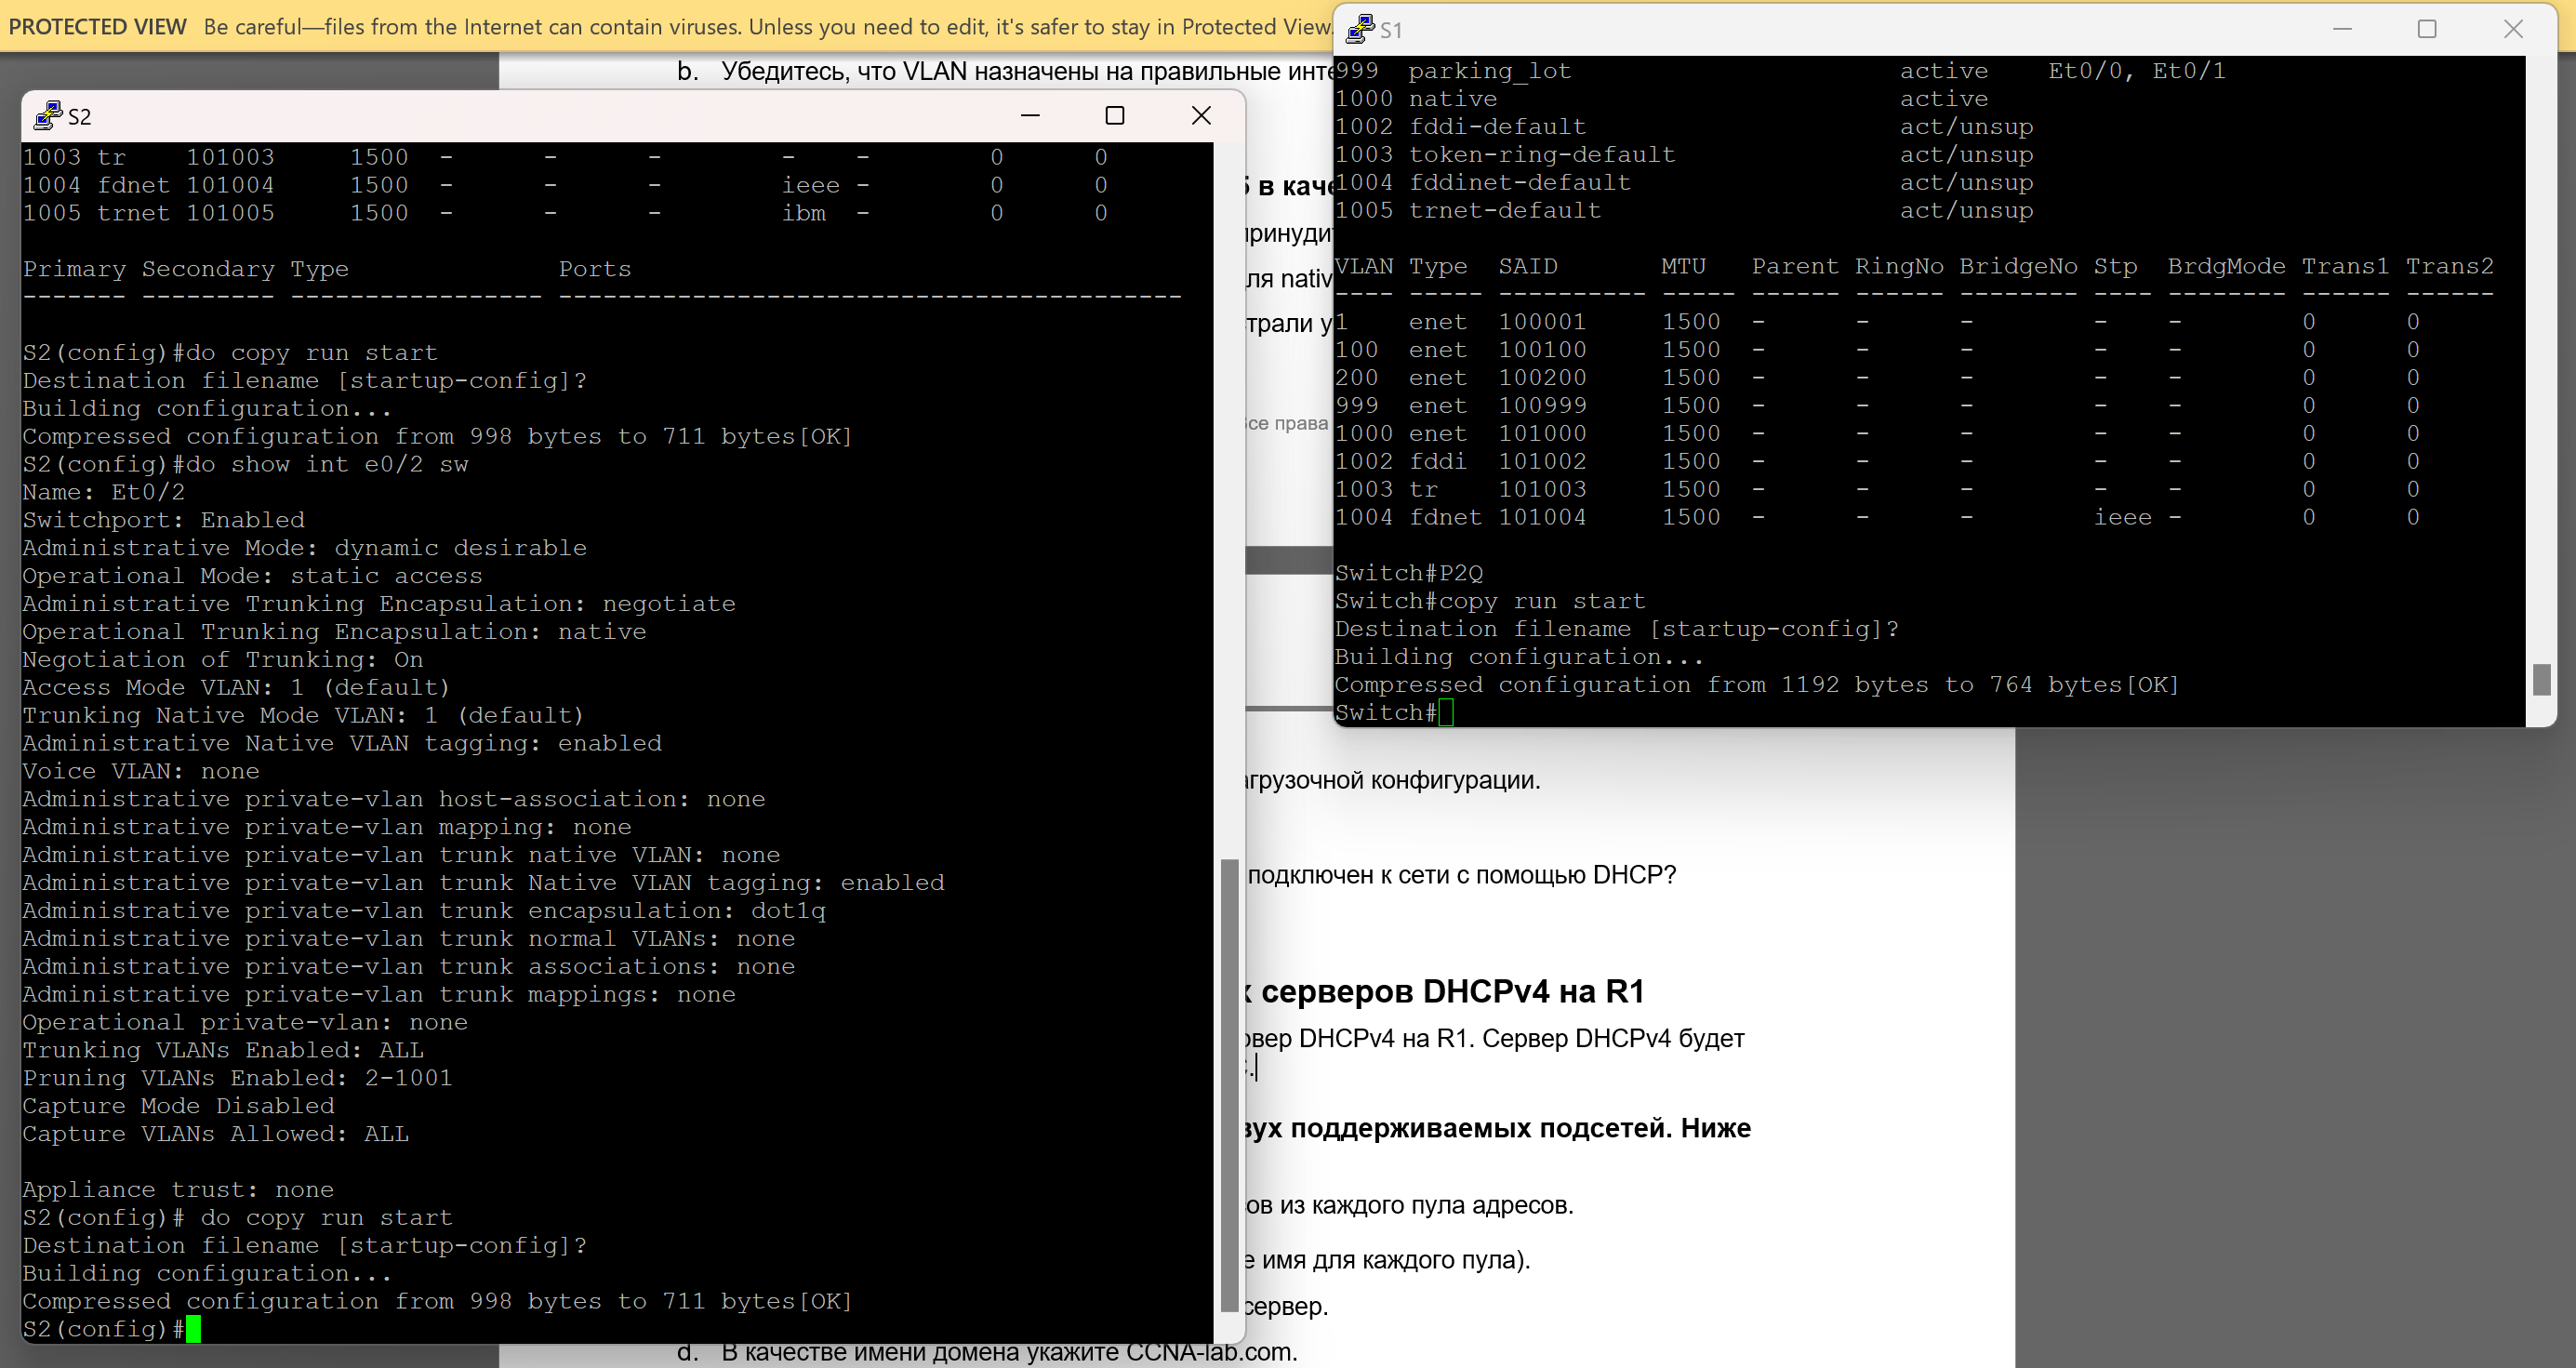 PROTECTED VIEW Be careful—files from the Internet can contain viruses. Unless you need to edit, it's safer to stay in Protected View.
b. Убедитесь, что VLAN назначены на правильные
S2
1003 tr    101003     1500  -      -      -        -    -        0      0
1004 fdnet 101004     1500  -      -      -        ieee -        0      0
1005 trnet 101005     1500  -      -      -        ibm  -        0      0
Primary Secondary Type              Ports
------- --------- ----------------- ------------------------------------------
S2(config)#do copy run start
Destination filename [startup-config]?
Building configuration...
Compressed configuration from 998 bytes to 711 bytes[OK]
S2(config)#do show int e0/2 sw
Name: Et0/2
Switchport: Enabled
Administrative Mode: dynamic desirable
Operational Mode: static access
Administrative Trunking Encapsulation: negotiate
Operational Trunking Encapsulation: native
Negotiation of Trunking: On
Access Mode VLAN: 1 (default)
Trunking Native Mode VLAN: 1 (default)
Administrative Native VLAN tagging: enabled
Voice VLAN: none
Administrative private-vlan host-association: none
Administrative private-vlan mapping: none
Administrative private-vlan trunk native VLAN: none
Administrative private-vlan trunk Native VLAN tagging: enabled
Administrative private-vlan trunk encapsulation: dot1q
Administrative private-vlan trunk normal VLANs: none
Administrative private-vlan trunk associations: none
Administrative private-vlan trunk mappings: none
Operational private-vlan: none
Trunking VLANs Enabled: ALL
Pruning VLANs Enabled: 2-1001
Capture Mode Disabled
Capture VLANs Allowed: ALL
Appliance trust: none
S2(config)# do copy run start
Destination filename [startup-config]?
Building configuration...
Compressed configuration from 998 bytes to 711 bytes[OK]
S2(config)#
S1
999  parking_lot                      active    Et0/0, Et0/1
1000 native                           active
1002 fddi-default                     act/unsup
1003 token-ring-default               act/unsup
1004 fddinet-default                  act/unsup
1005 trnet-default                    act/unsup
VLAN Type  SAID       MTU   Parent RingNo BridgeNo Stp  BrdgMode Trans1 Trans2
---- ----- ---------- ----- ------ ------ -------- ---- -------- ------ ------
1    enet  100001     1500  -      -      -        -    -        0      0
100  enet  100100     1500  -      -      -        -    -        0      0
200  enet  100200     1500  -      -      -        -    -        0      0
999  enet  100999     1500  -      -      -        -    -        0      0
1000 enet  101000     1500  -      -      -        -    -        0      0
1002 fddi  101002     1500  -      -      -        -    -        0      0
1003 tr    101003     1500  -      -      -        -    -        0      0
1004 fdnet 101004     1500  -      -      -        ieee -        0      0
Switch#P2Q
Switch#copy run start
Destination filename [startup-config]?
Building configuration...
Compressed configuration from 1192 bytes to 764 bytes[OK]
Switch#
в
для
у
Все права
загрузочной конфигурации.
подключен к сети с помощью DHCP?
серверов DHCPv4 на R1
сервер DHCPv4 на R1. Сервер DHCPv4 будет
двух поддерживаемых подсетей. Ниже
из каждого пула адресов.
имя для каждого пула).
сервер.
d. В качестве имени домена укажите CCNA-lab.com.